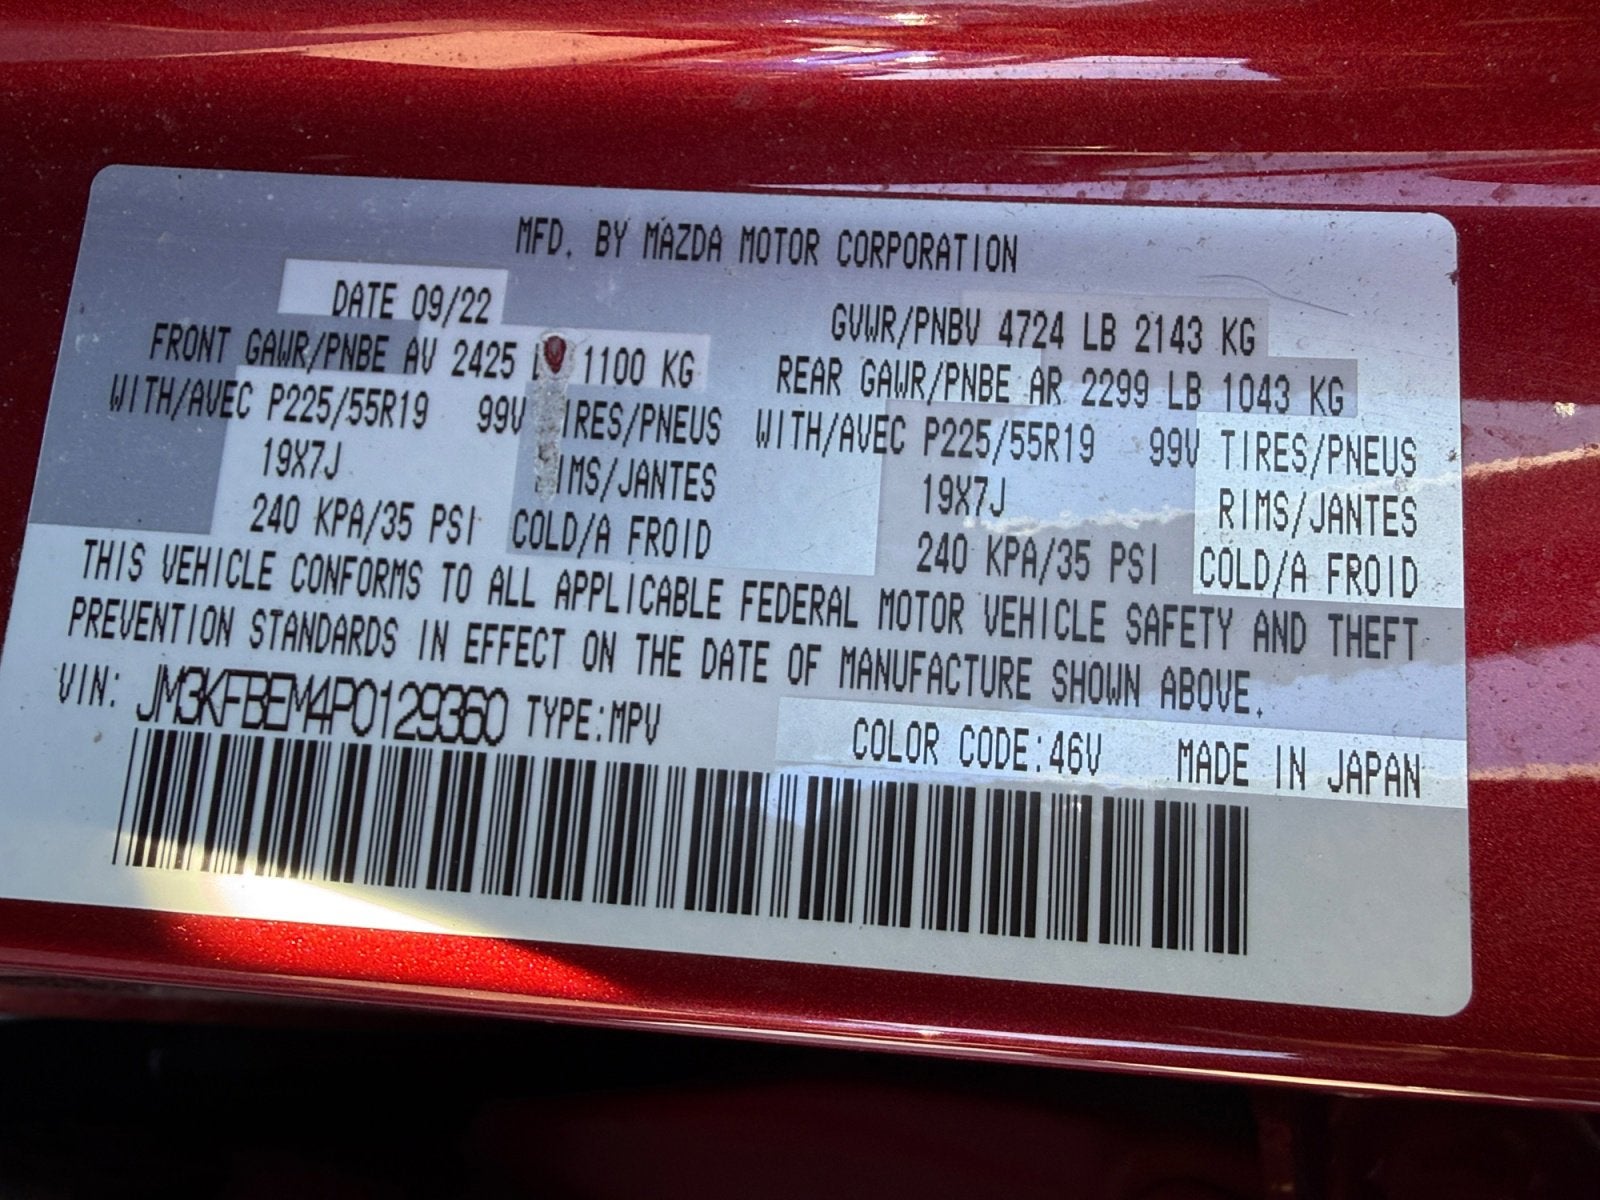 MFD. BY MAZDA MOTOR CORPORATION
DATE 09/22
GVWR/PNBV 4724 LB 2143 KG
FRONT GAWR/PNBE AV 2425 1100 KG
REAR GAWR/PNBE AR 2299 LB 1043 KG
WITH/AVEC P225/55R19 99V
WITH/AVEC P225/55R19 99V TIRES/PNEUS
19X7J
19X7J RIMS/JANTES
240 KPA/35 PSI COLD/A FROID
240 KPA/35 PSI COLD/A FROID
THIS VEHICLE CONFORMS TO ALL APPLICABLE FEDERAL MOTOR VEHICLE SAFETY AND THEFT
PREVENTION STANDARDS IN EFFECT ON THE DATE OF MANUFACTURE SHOWN ABOVE.
VIN: JM3KFBEM4P0129360 TYPE:MPV
COLOR CODE:46V MADE IN JAPAN